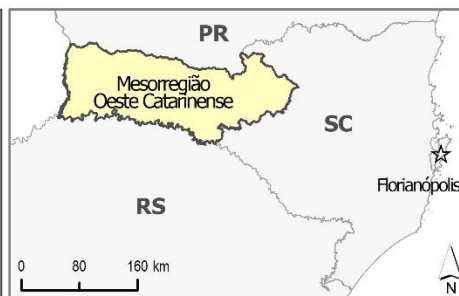 PR
Mesorregião
Oeste Catarinense
SC
Florianópolis
RS
0 80 160 km
N